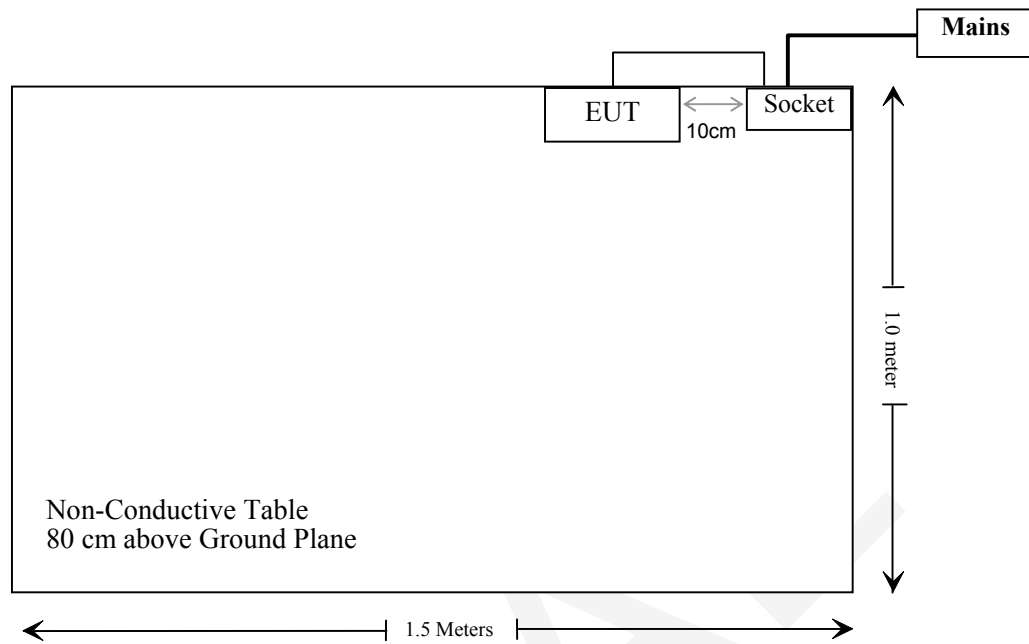 Mains
EUT
Socket
10cm
1.0 meter
Non-Conductive Table
80 cm above Ground Plane
1.5 Meters